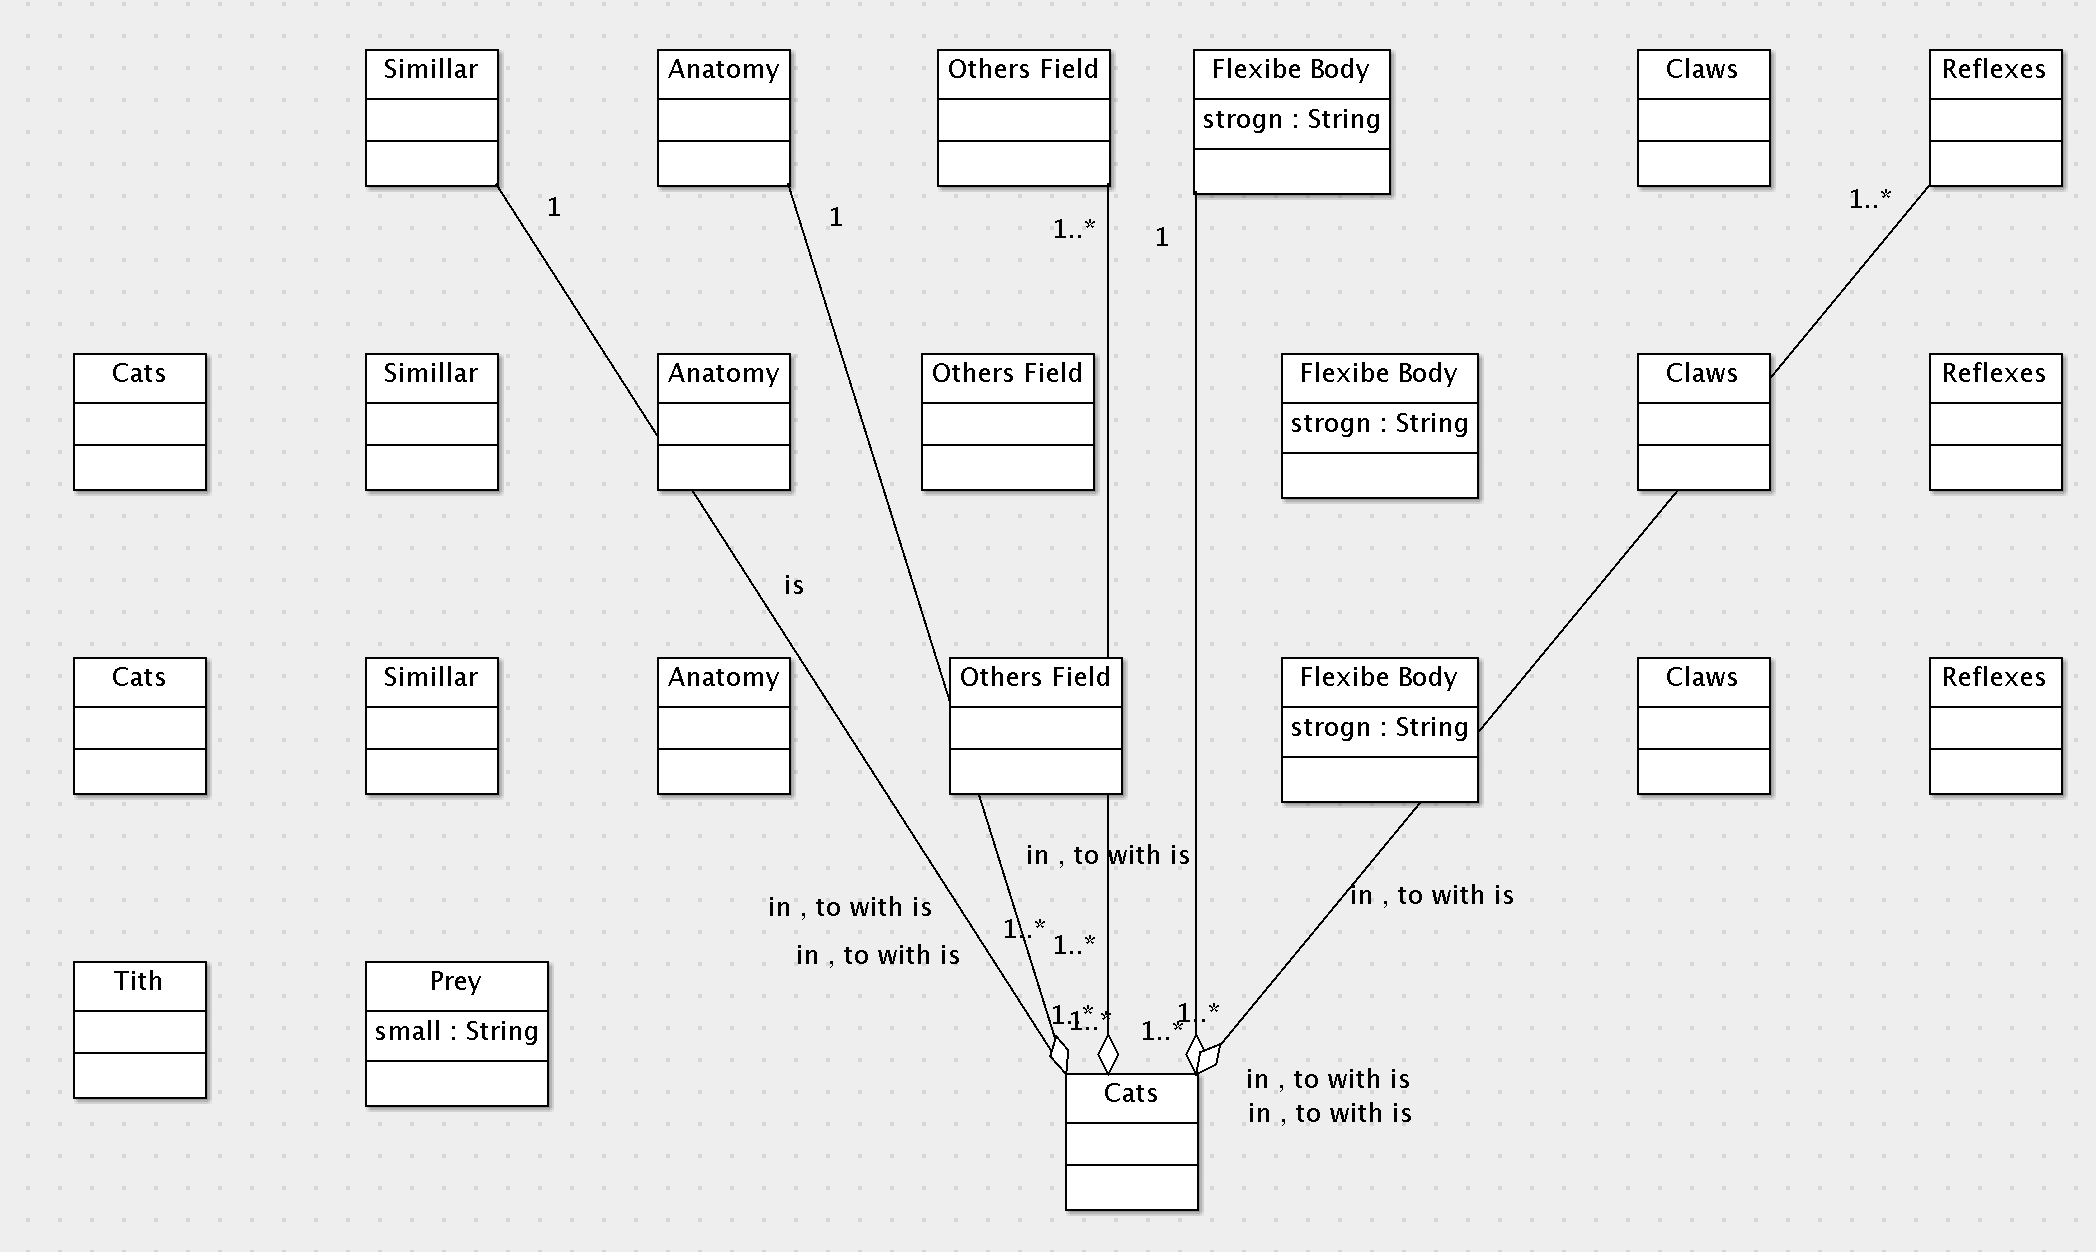 Simillar
Anatomy
Others Field
Flexibe Body
Claws
Reflexes
strogn : String
1
1
1..*
1
1..*
Cats
Simillar
Anatomy
Others Field
Flexibe Body
Claws
Reflexes
strogn : String
is
Cats
Simillar
Anatomy
Others Field
Flexibe Body
Claws
Reflexes
strogn : String
in , to with is
in , to with is
in , to with is
1..*
1..*
in , to with is
Tith
Prey
small : String
1..*
1..*
1..*
1..*
Cats
in , to with is
in , to with is